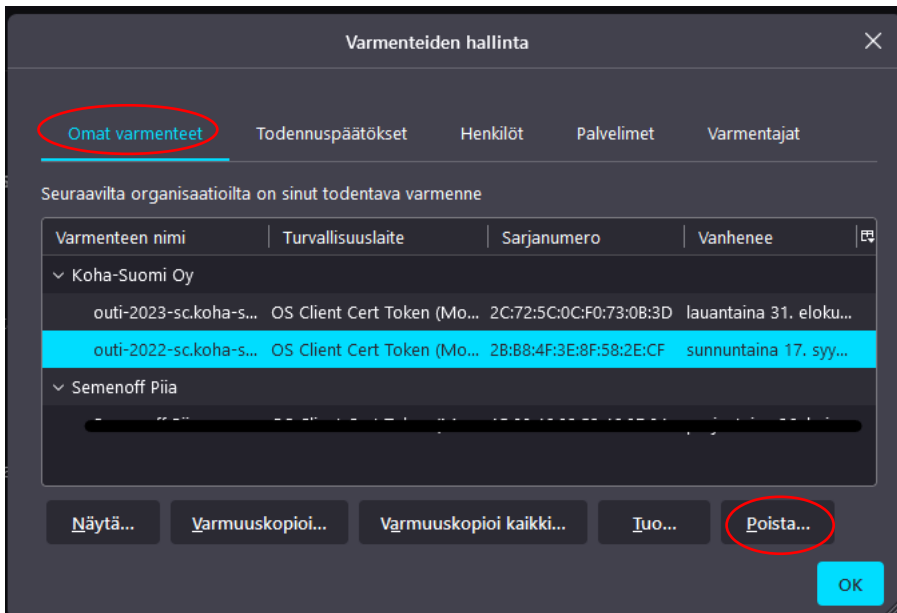 Varmenteiden hallinta
Omat varmenteet Todennuspäätökset Henkilöt Palvelimet Varmentajat
Seuraavilta organisaatioilta on sinut todentava varmenne
Varmenteen nimi Turvallisuuslaite Sarjanumero Vanhenee
Koha-Suomi Oy
outi-2023-sc.koha-s... OS Client Cert Token (Mo... 2C:72:5C:0C:F0:73:0B:3D lauantaina 31. eloku...
outi-2022-sc.koha-s... OS Client Cert Token (Mo... 2B:B8:4F:3E:8F:58:2E:CF sunnuntaina 17. syy...
Semenoff Piia
Näytä... Varmuuskopioi... Varmuuskopioi kaikki... Tuo... Poista...
OK